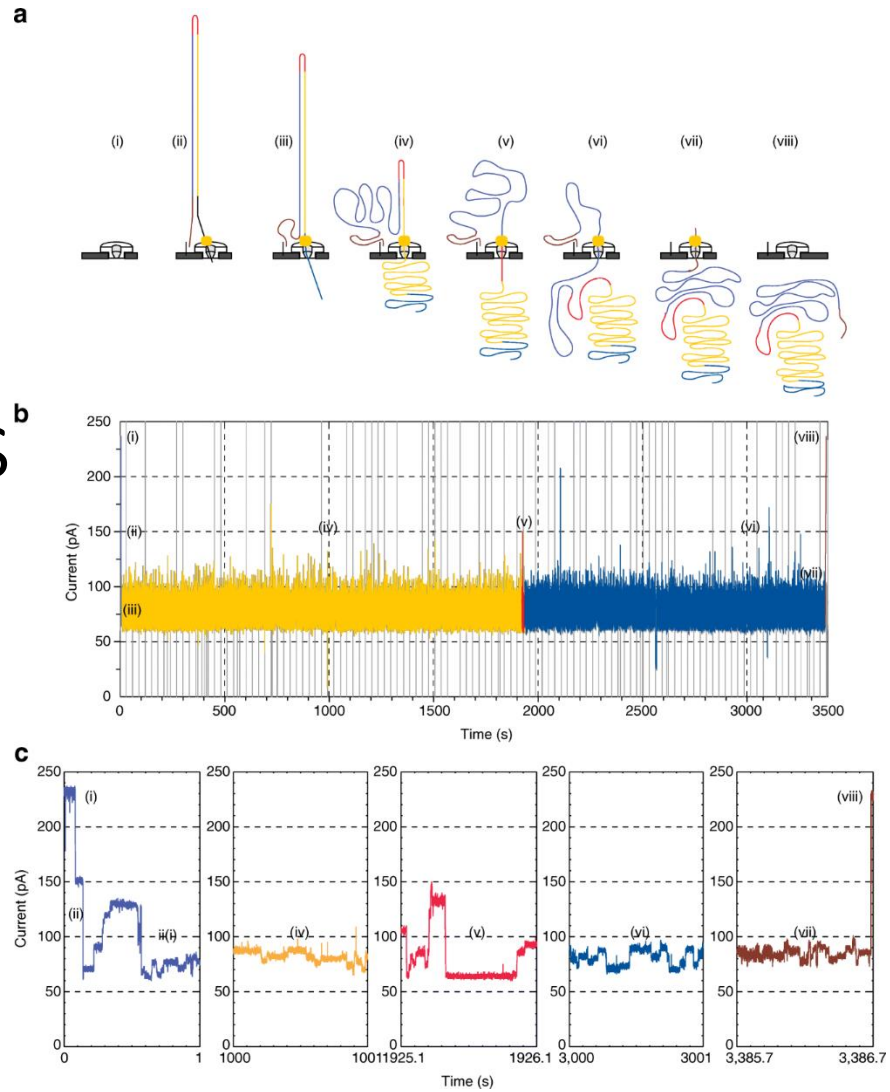 a
(i) (ii) (iii) (iv) (v) (vi) (vii) (viii)
b
250
200
150
100
50
0
Current (pA)
(i)
(ii)
(iii)
(iv)
(v)
(vi)
(vii)
(viii)
0 500 1000 1500 2000 2500 3000 3500
Time (s)
c
250 250 250 250 250
200 200 200 200 200
150 150 150 150 150
100 100 100 100 100
50 50 50 50 50
0 0 0 0 0
Current (pA)
(i)
(ii)
ii(i)
(iv)
(v)
(vi)
(vii)
(viii)
0 1 1000 1001 1925.1 1926.1 3,000 3001 3,385.7 3,386.7
Time (s)